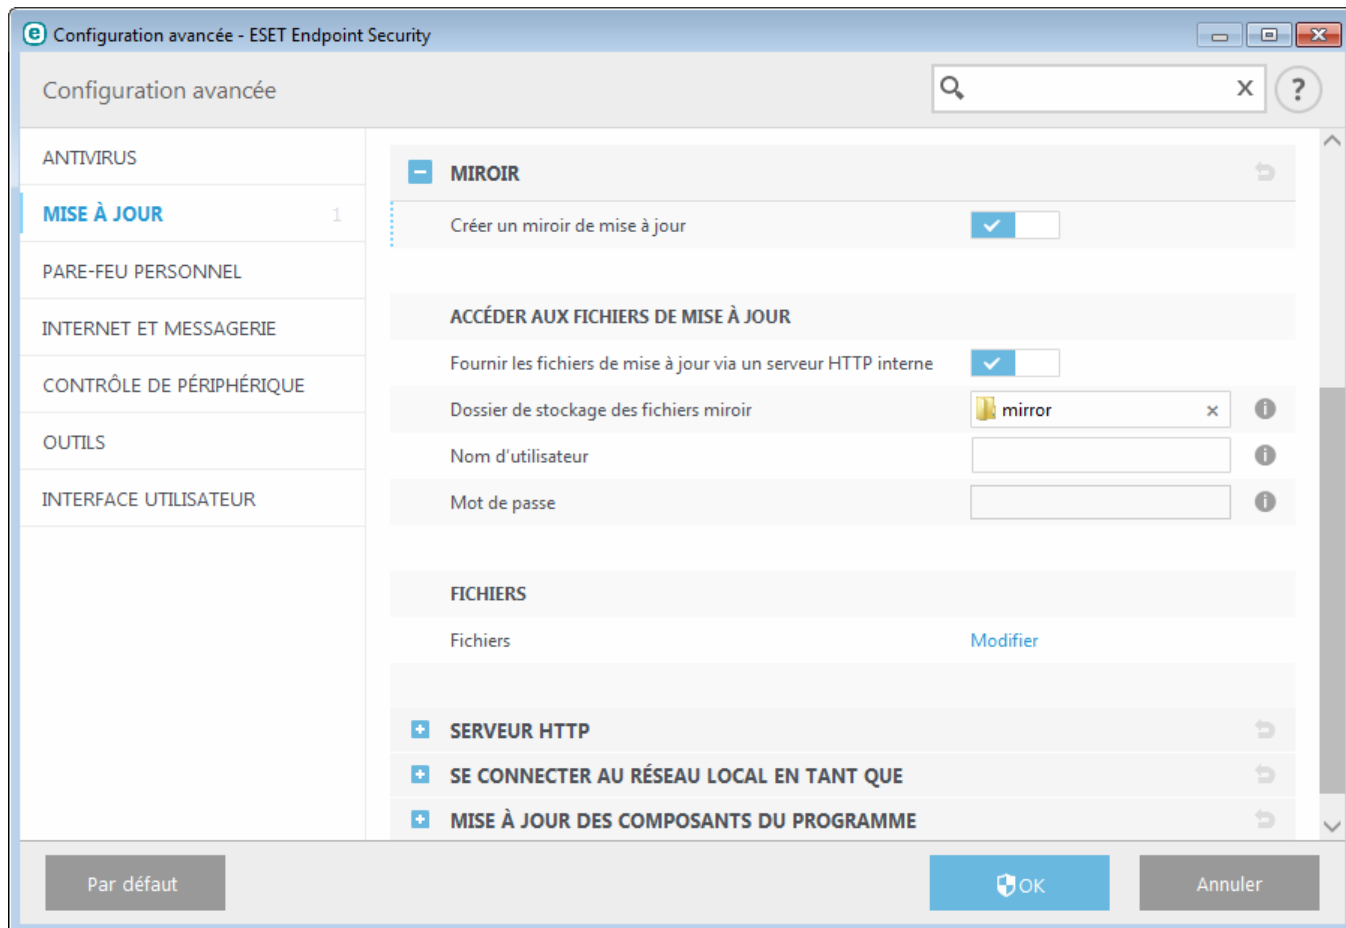 Configuration avancée - ESET Endpoint Security
Configuration avancée
ANTIVIRUS
MISE À JOUR 1
PARE-FEU PERSONNEL
INTERNET ET MESSAGERIE
CONTRÔLE DE PÉRIPHÉRIQUE
OUTILS
INTERFACE UTILISATEUR
MIROIR
Créer un miroir de mise à jour
ACCÉDER AUX FICHIERS DE MISE À JOUR
Fournir les fichiers de mise à jour via un serveur HTTP interne
Dossier de stockage des fichiers miroir mirror
Nom d'utilisateur
Mot de passe
FICHIERS
Fichiers Modifier
SERVEUR HTTP
SE CONNECTER AU RÉSEAU LOCAL EN TANT QUE
MISE À JOUR DES COMPOSANTS DU PROGRAMME
Par défaut OK Annuler